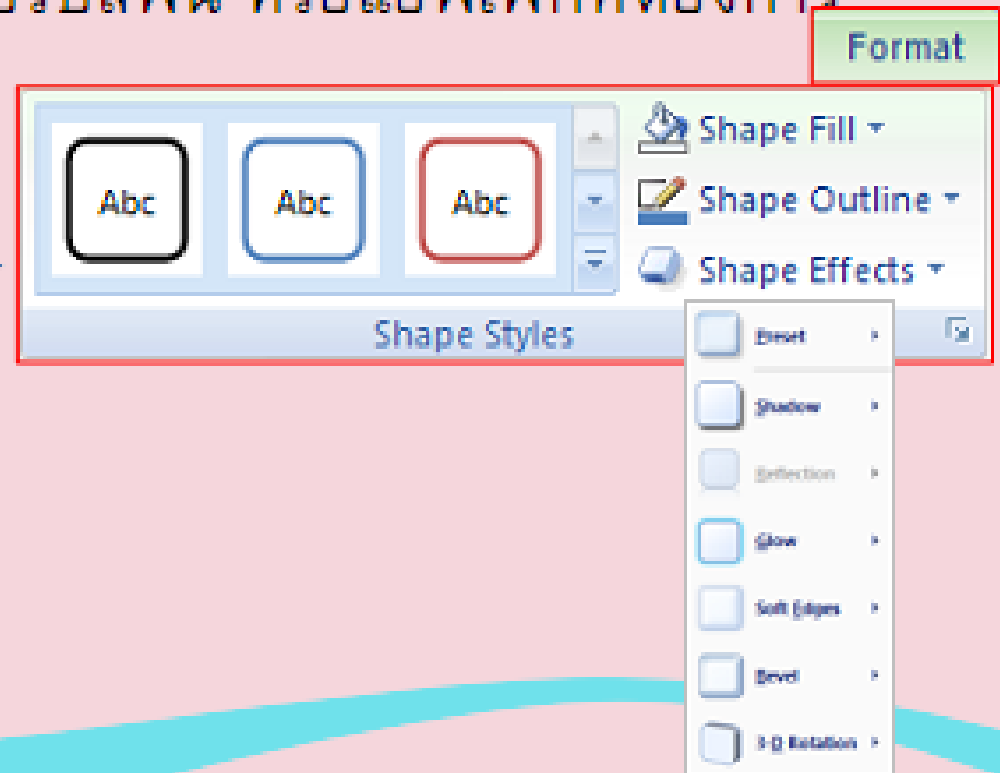 Format
Abc Abc Abc
Shape Fill
Shape Outline
Shape Effects
Shape Styles
Preset
Shadow
Reflection
Glow
Soft Edges
Bevel
3-D Rotation